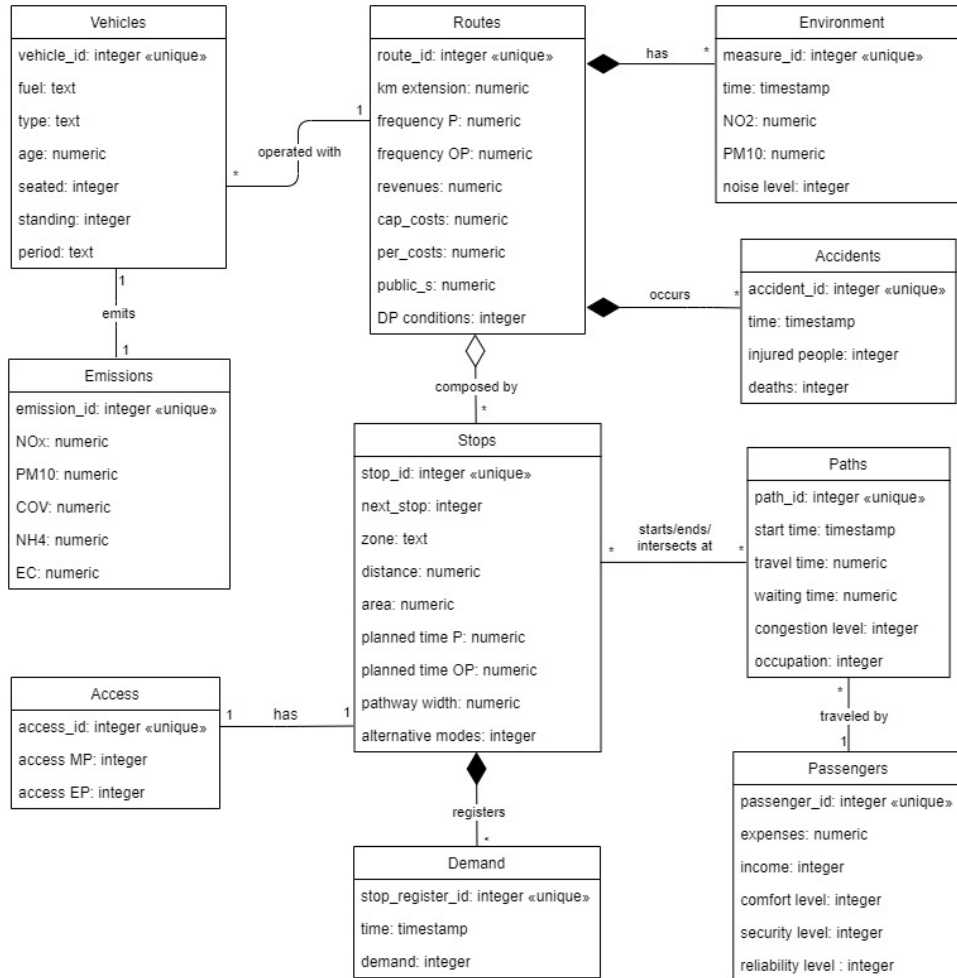 Vehicles
vehicle_id: integer «unique»
fuel: text
type: text
age: numeric
seated: integer
standing: integer
period: text
Routes
route_id: integer «unique»
km extension: numeric
frequency P: numeric
frequency OP: numeric
revenues: numeric
cap_costs: numeric
per_costs: numeric
public_s: numeric
DP conditions: integer
Environment
measure_id: integer «unique»
time: timestamp
NO2: numeric
PM10: numeric
noise level: integer
has
*
1
operated with
*
Accidents
accident_id: integer «unique»
time: timestamp
injured people: integer
deaths: integer
occurs
*
1
emits
1
Emissions
emission_id: integer «unique»
NOx: numeric
PM10: numeric
COV: numeric
NH4: numeric
EC: numeric
composed by
*
Stops
stop_id: integer «unique»
next_stop: integer
zone: text
distance: numeric
area: numeric
planned time P: numeric
planned time OP: numeric
pathway width: numeric
alternative modes: integer
starts/ends/
intersects at
*
*
Paths
path_id: integer «unique»
start time: timestamp
travel time: numeric
waiting time: numeric
congestion level: integer
occupation: integer
Access
access_id: integer «unique»
access MP: integer
access EP: integer
1
has
1
*
traveled by
1
registers
*
Demand
stop_register_id: integer «unique»
time: timestamp
demand: integer
Passengers
passenger_id: integer «unique»
expenses: numeric
income: integer
comfort level: integer
security level: integer
reliability level : integer